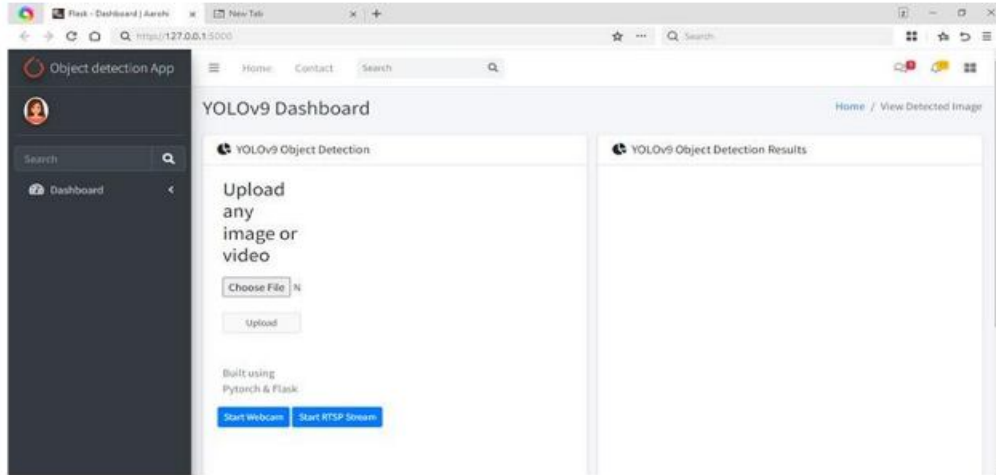 Flask - Dashboard | Aarohi
New Tab
127.0.0.1:5000
Search
Object detection App
Home
Contact
Search
YOLOv9 Dashboard
Home / View Detected Image
Search
Dashboard
YOLOv9 Object Detection
YOLOv9 Object Detection Results
Upload
any
image or
video
Choose File N
Upload
Built using
Pytorch & Flask
Start Webcam
Start RTSP Stream